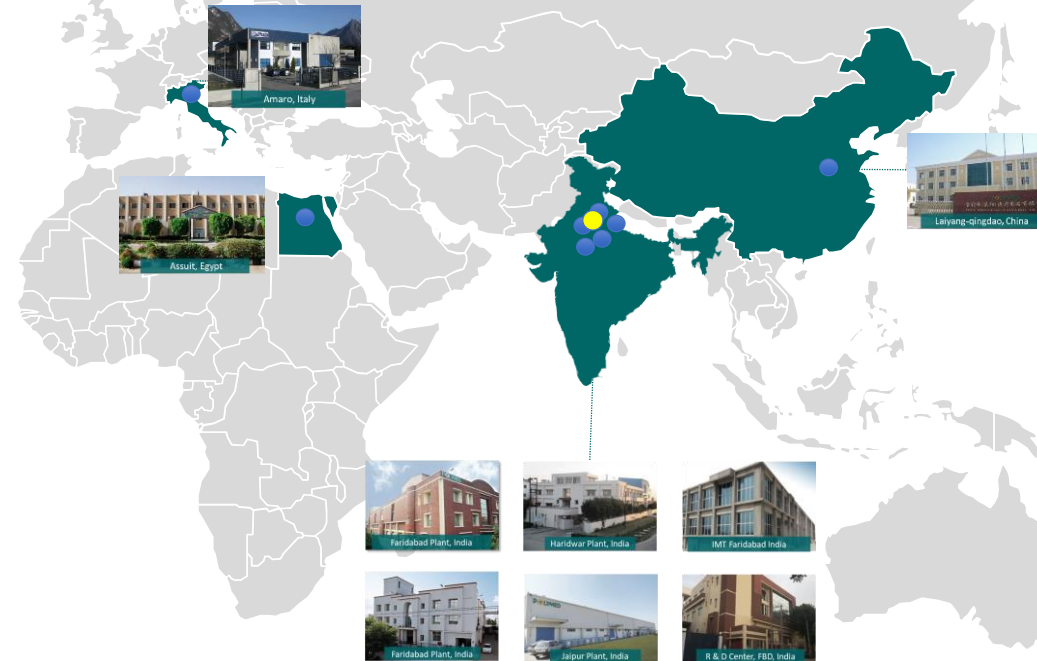 Amaro, Italy
Assuit, Egypt
Laiyang-qingdao, China
Faridabad Plant, India
Haridwar Plant, India
IMT Faridabad India
Faridabad Plant, India
POLYMED
Jaipur Plant, India
R & D Center, FBD, India